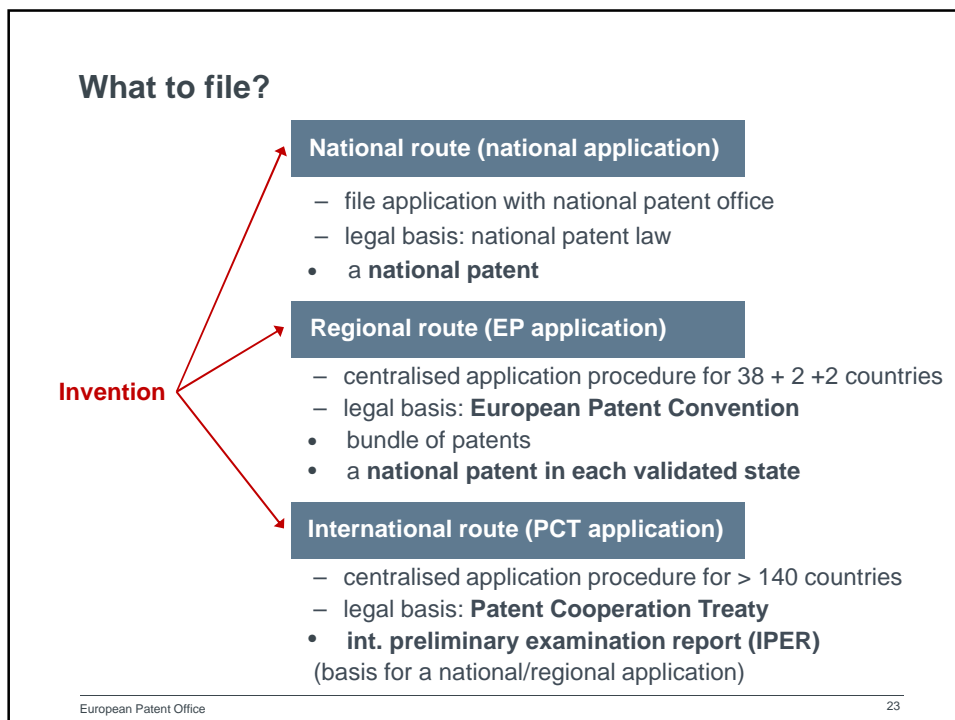 What to file?
National route (national application)
– file application with national patent office
– legal basis: national patent law
• a national patent
Regional route (EP application)
– centralised application procedure for 38 + 2 +2 countries
Invention
– legal basis: European Patent Convention
• bundle of patents
• a national patent in each validated state
International route (PCT application)
– centralised application procedure for > 140 countries
– legal basis: Patent Cooperation Treaty
• int. preliminary examination report (IPER)
(basis for a national/regional application)
European Patent Office
23